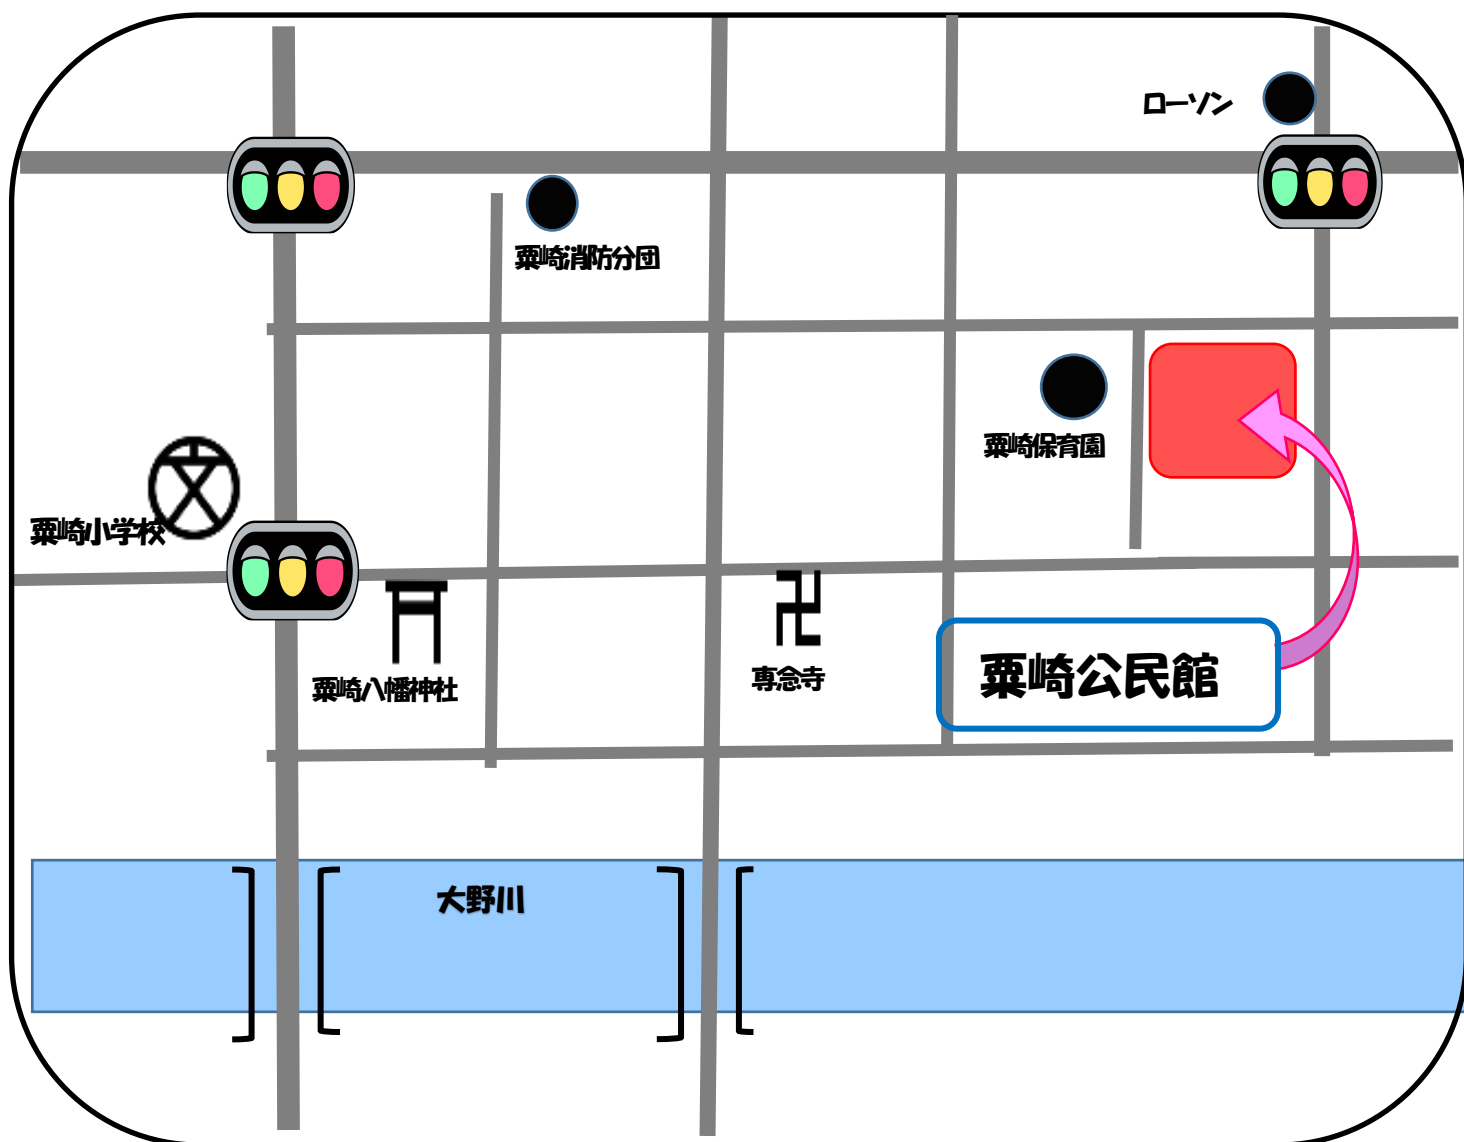 ローソン
粟崎消防分団
粟崎保育園
粟崎小学校
粟崎八幡神社
専念寺
粟崎公民館
大野川